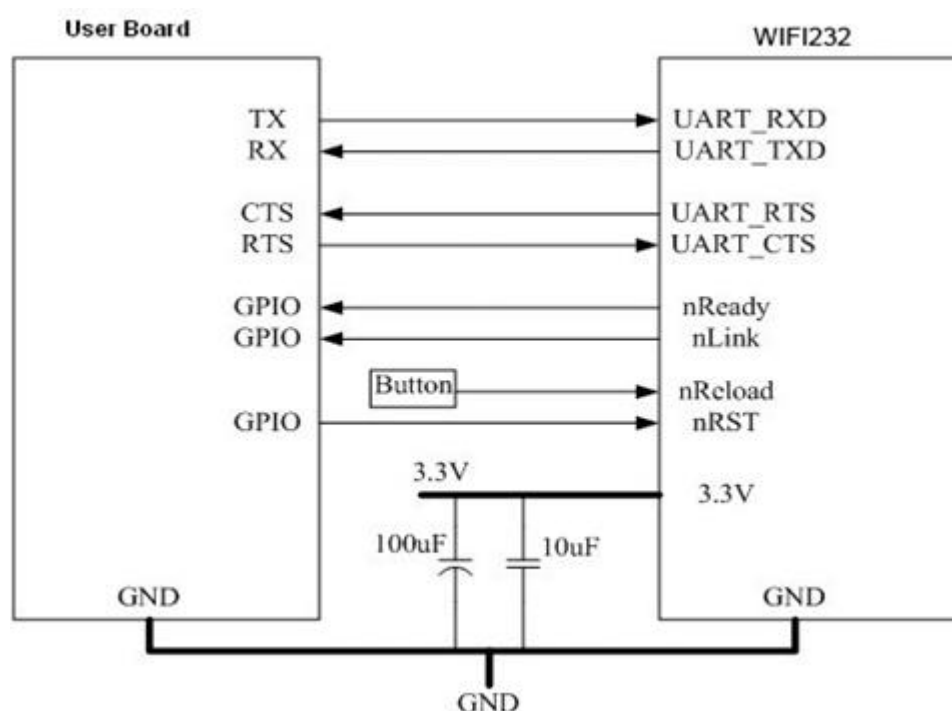 User Board
WIFI232
TX
UART_RXD
RX
UART_TXD
CTS
UART_RTS
RTS
UART_CTS
GPIO
nReady
GPIO
nLink
Button
nReload
GPIO
nRST
3.3V
3.3V
100uF
10uF
GND
GND
GND